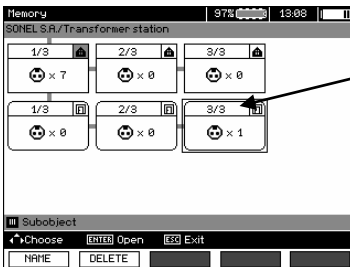 Memory 97% 13:08
SONEL S.A./Transformer station
1/3 2/3 3/3
x 7 x 0 x 0
1/3 2/3 3/3
x 0 x 0 x 1
Subobject
Choose ENTER Open ESC Exit
NAME DELETE